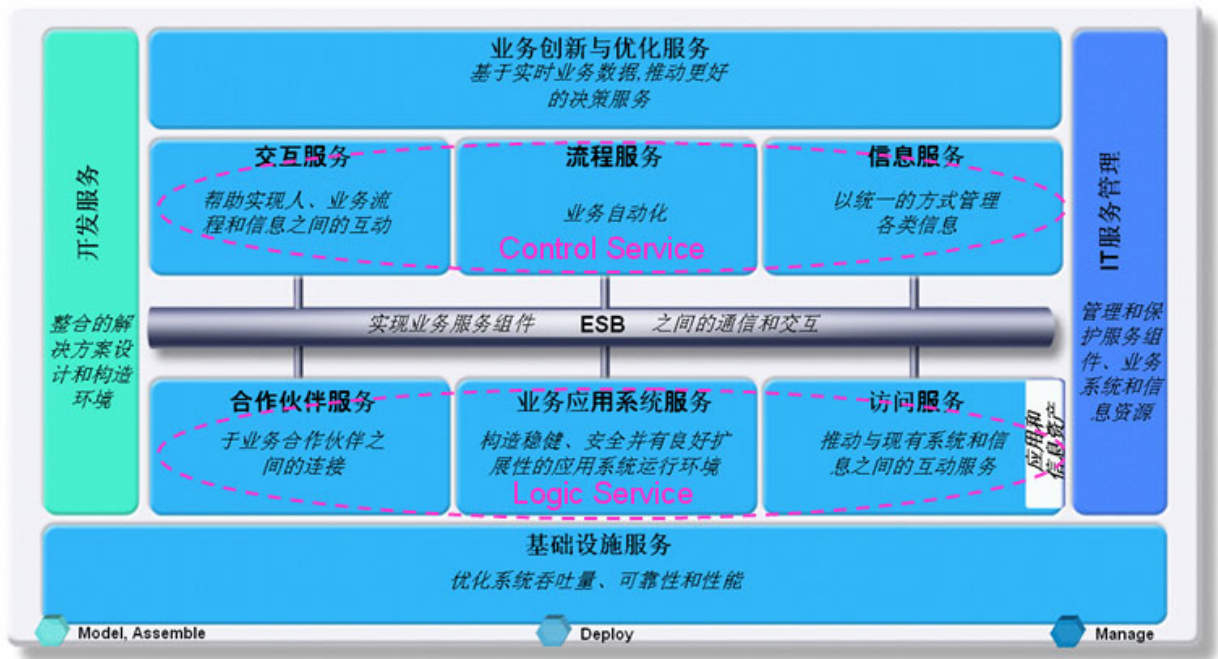 业务创新与优化服务
基于实时业务数据,推动更好
的决策服务
开发服务
整合的解
决方案设
计和构造
环境
交互服务
帮助实现人、业务流
程和信息之间的互动
流程服务
业务自动化
信息服务
以统一的方式管理
各类信息
Control Service
实现业务服务组件 ESB 之间的通信和交互
合作伙伴服务
于业务合作伙伴之
间的连接
业务应用系统服务
构造稳健、安全并有良好扩
展性的应用系统运行环境
访问服务
推动与现有系统和信
息之间的互动服务
应用和
信息资产
Logic Service
IT服务管理
管理和保
护服务组
件、业务
系统和信
息资源
基础设施服务
优化系统吞吐量、可靠性和性能
Model, Assemble
Deploy
Manage